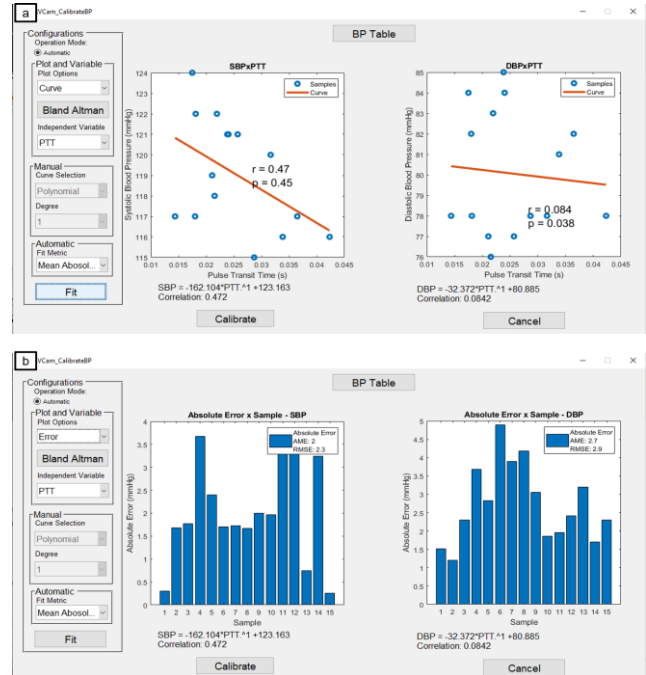 a
VCam_CalibrateBP
Configurations
Operation Mode:
Automatic
Plot and Variable
Plot Options
Curve
Bland Altman
Independent Variable
PTT
Manual
Curve Selection
Polynomial
Degree
1
Automatic
Fit Metric
Mean Abosol...
Fit
BP Table
SBPxPTT
Samples
Curve
Systolic Blood Pressure (mmHg)
124
123
122
121
120
119
118
117
116
115
r = 0.47
p = 0.45
0.01 0.015 0.02 0.025 0.03 0.035 0.04 0.045
Pulse Transit Time (s)
SBP = -162.104*PTT.^1 +123.163
Correlation: 0.472
Calibrate
DBPxPTT
Samples
Curve
Diastolic Blood Pressure (mmHg)
85
84
83
82
81
80
79
78
77
76
r = 0.084
p = 0.038
0.01 0.015 0.02 0.025 0.03 0.035 0.04 0.045
Pulse Transit Time (s)
DBP = -32.372*PTT.^1 +80.885
Correlation: 0.0842
Cancel
b
VCam_CalibrateBP
Configurations
Operation Mode:
Automatic
Plot and Variable
Plot Options
Error
Bland Altman
Independent Variable
PTT
Manual
Curve Selection
Polynomial
Degree
1
Automatic
Fit Metric
Mean Abosol...
Fit
BP Table
Absolute Error x Sample - SBP
Absolute Error
AME: 2
RMSE: 2.3
Absolute Error (mmHg)
4
3.5
3
2.5
2
1.5
1
0.5
0
1 2 3 4 5 6 7 8 9 10 11 12 13 14 15
Sample
SBP = -162.104*PTT.^1 +123.163
Correlation: 0.472
Calibrate
Absolute Error x Sample - DBP
Absolute Error
AME: 2.7
RMSE: 2.9
Absolute Error (mmHg)
5
4.5
4
3.5
3
2.5
2
1.5
1
0.5
0
1 2 3 4 5 6 7 8 9 10 11 12 13 14 15
Sample
DBP = -32.372*PTT.^1 +80.885
Correlation: 0.0842
Cancel